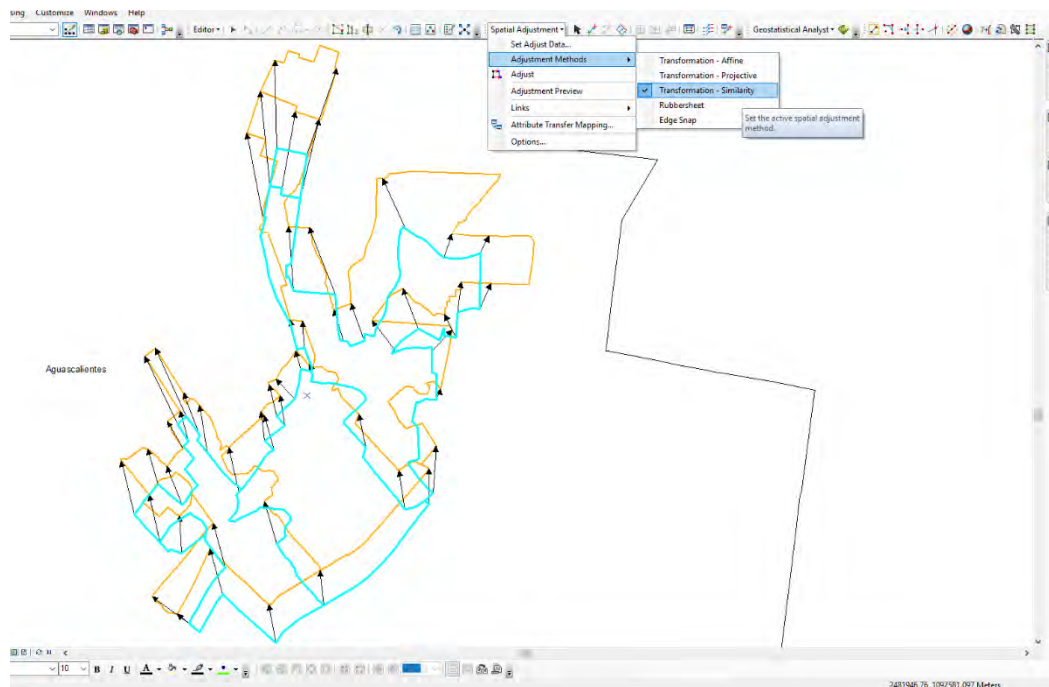 sing Customize Windows Help
Editor
Spatial Adjustment
Geostatistical Analyst
Set Adjust Data...
Adjustment Methods
Adjust
Adjustment Preview
Links
Attribute Transfer Mapping...
Options...
Transformation - Affine
Transformation - Projective
Transformation - Similarity
Rubbersheet
Edge Snap
Set the active spatial adjustment
method.
Aguascalientes
10 B I U A
2481946.76 1092581.097 Meters